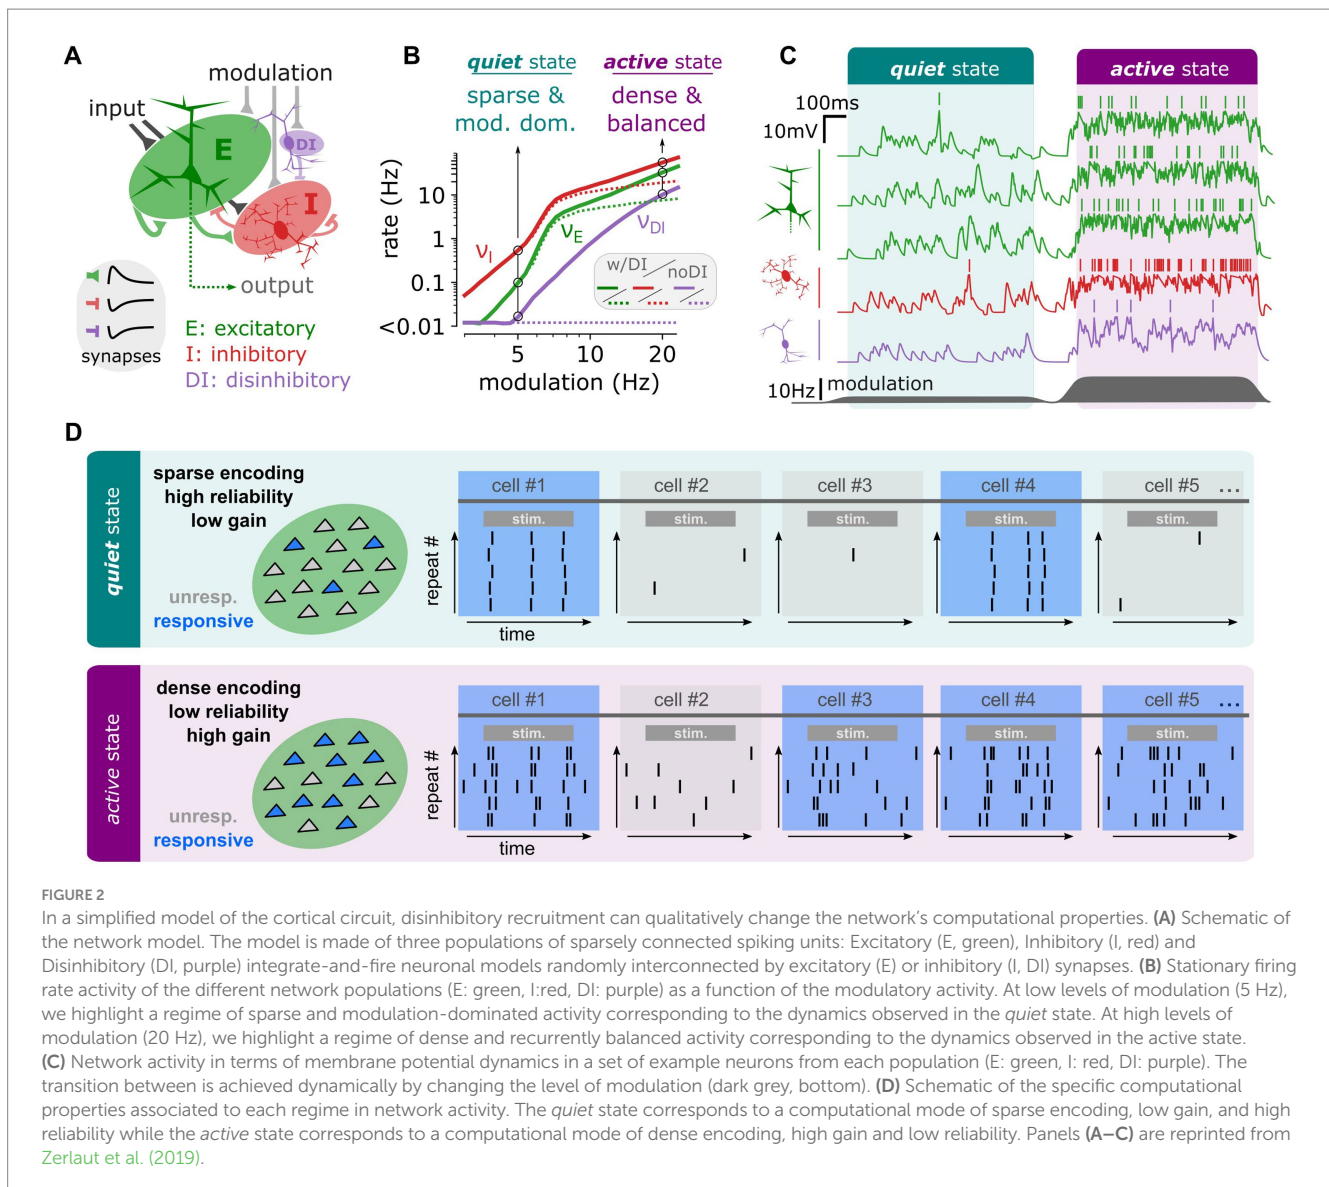 A
modulation
input
E
DI
I
output
synapses
E: excitatory
I: inhibitory
DI: disinhibitory
B
quiet state
active state
sparse &
mod. dom.
dense &
balanced
rate (Hz)
10
1
0.1
<0.01
νI
νE
νDI
w/DI
noDI
5
10
20
modulation (Hz)
C
quiet state
active state
100ms
10mV
10Hz
modulation
D
quiet state
sparse encoding
high reliability
low gain
unresp.
responsive
repeat #
cell #1
cell #2
cell #3
cell #4
cell #5 ...
stim.
stim.
stim.
stim.
stim.
time
active state
dense encoding
low reliability
high gain
unresp.
responsive
repeat #
cell #1
cell #2
cell #3
cell #4
cell #5 ...
stim.
stim.
stim.
stim.
stim.
time
FIGURE 2
In a simplified model of the cortical circuit, disinhibitory recruitment can qualitatively change the network's computational properties. (A) Schematic of
the network model. The model is made of three populations of sparsely connected spiking units: Excitatory (E, green), Inhibitory (I, red) and
Disinhibitory (DI, purple) integrate-and-fire neuronal models randomly interconnected by excitatory (E) or inhibitory (I, DI) synapses. (B) Stationary firing
rate activity of the different network populations (E: green, I:red, DI: purple) as a function of the modulatory activity. At low levels of modulation (5 Hz),
we highlight a regime of sparse and modulation-dominated activity corresponding to the dynamics observed in the quiet state. At high levels of
modulation (20 Hz), we highlight a regime of dense and recurrently balanced activity corresponding to the dynamics observed in the active state.
(C) Network activity in terms of membrane potential dynamics in a set of example neurons from each population (E: green, I: red, DI: purple). The
transition between is achieved dynamically by changing the level of modulation (dark grey, bottom). (D) Schematic of the specific computational
properties associated to each regime in network activity. The quiet state corresponds to a computational mode of sparse encoding, low gain, and high
reliability while the active state corresponds to a computational mode of dense encoding, high gain and low reliability. Panels (A–C) are reprinted from
Zerlaut et al. (2019).